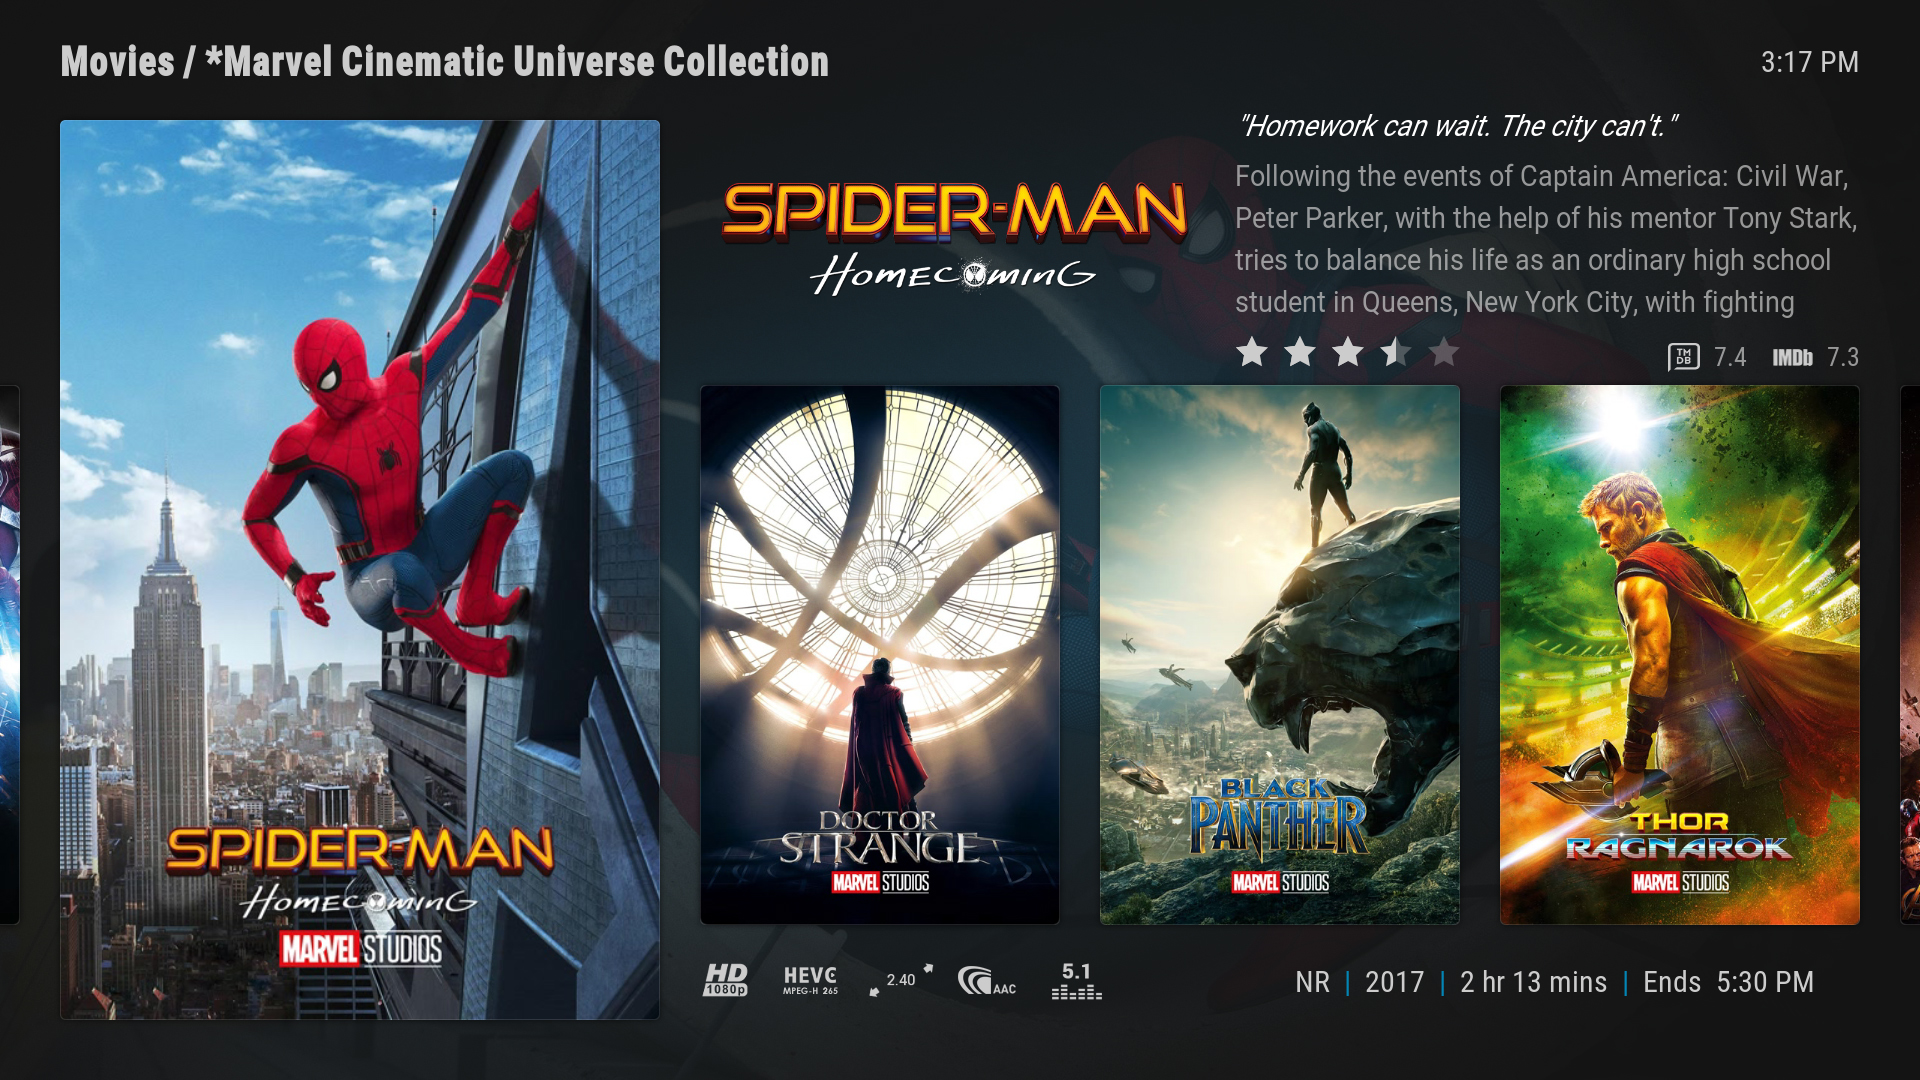 Movies / *Marvel Cinematic Universe Collection
3:17 PM
SPIDER-MAN
HOMECOMING
MARVEL STUDIOS
SPIDER-MAN
HOMECOMING
"Homework can wait. The city can't."
Following the events of Captain America: Civil War,
Peter Parker, with the help of his mentor Tony Stark,
tries to balance his life as an ordinary high school
student in Queens, New York City, with fighting
TMDB 7.4 IMDb 7.3
DOCTOR
STRANGE
MARVEL STUDIOS
BLACK
PANTHER
MARVEL STUDIOS
THOR
RAGNAROK
MARVEL STUDIOS
HD
1080p
HEVC
MPEG-H 265
2.40
AAC
5.1
NR | 2017 | 2 hr 13 mins | Ends 5:30 PM